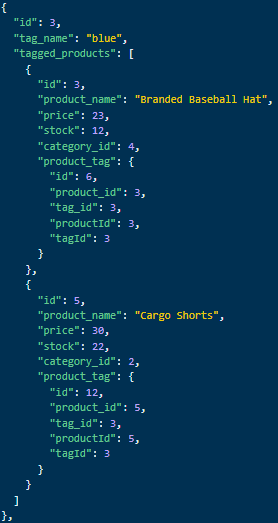 {
  "id": 3,
  "tag_name": "blue",
  "tagged_products": [
    {
      "id": 3,
      "product_name": "Branded Baseball Hat",
      "price": 23,
      "stock": 12,
      "category_id": 4,
      "product_tag": {
        "id": 6,
        "product_id": 3,
        "tag_id": 3,
        "productId": 3,
        "tagId": 3
      }
    },
    {
      "id": 5,
      "product_name": "Cargo Shorts",
      "price": 30,
      "stock": 22,
      "category_id": 2,
      "product_tag": {
        "id": 12,
        "product_id": 5,
        "tag_id": 3,
        "productId": 5,
        "tagId": 3
      }
    }
  ]
},